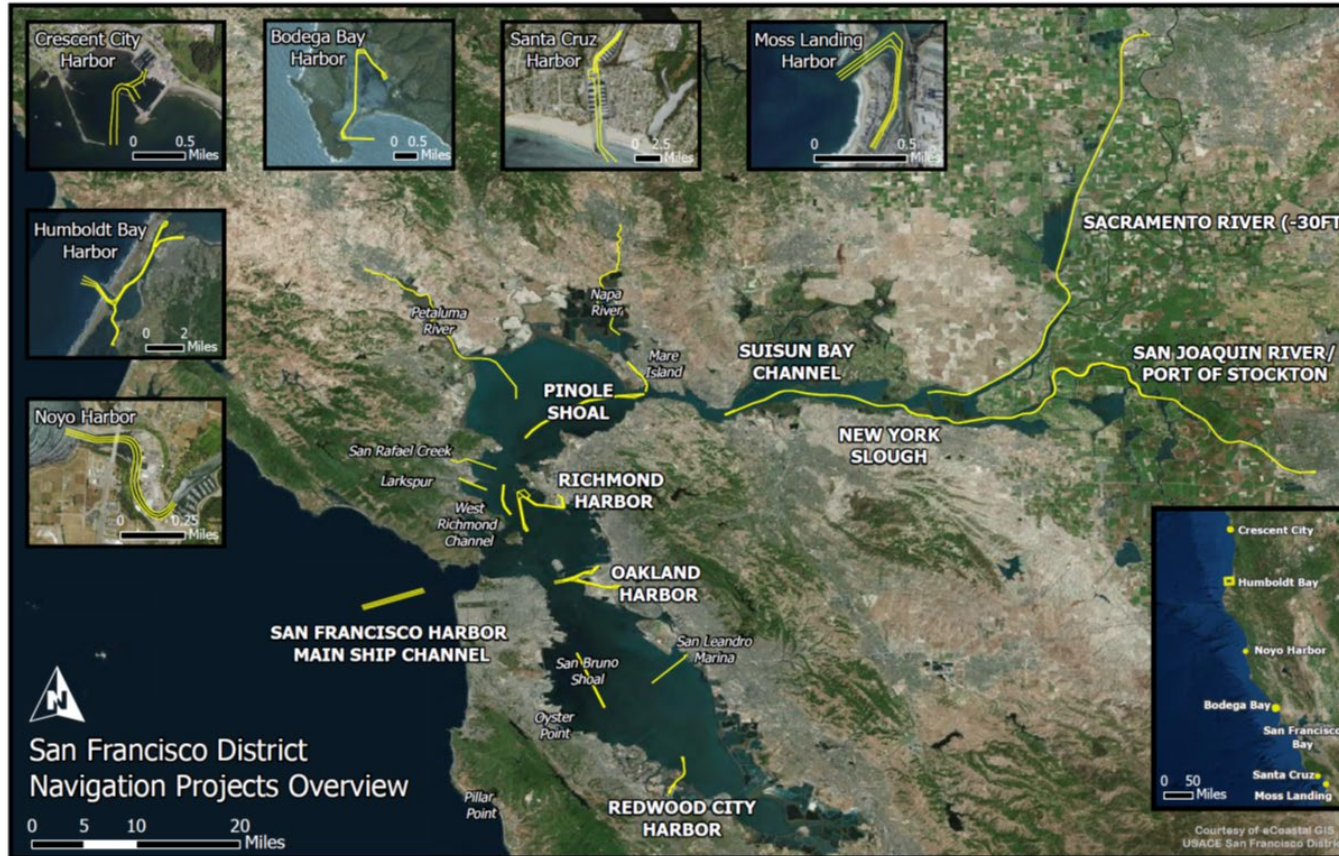 Crescent City
Harbor
0 0.5
Miles
Bodega Bay
Harbor
0 0.5
Miles
Santa Cruz
Harbor
0 2.5
Miles
Moss Landing
Harbor
0 0.5
Miles
Humboldt Bay
Harbor
0 2
Miles
Noyo Harbor
0 0.25
Miles
SACRAMENTO RIVER (-30FT
Petaluma
River
Napa
River
Mare
Island
SUISUN BAY
CHANNEL
SAN JOAQUIN RIVER/
PORT OF STOCKTON
PINOLE
SHOAL
NEW YORK
SLOUGH
San Rafael Creek
Larkspur
West
Richmond
Channel
RICHMOND
HARBOR
OAKLAND
HARBOR
SAN FRANCISCO HARBOR
MAIN SHIP CHANNEL
San Bruno
Shoal
San Leandro
Marina
Oyster
Point
Pillar
Point
REDWOOD CITY
HARBOR
N
San Francisco District
Navigation Projects Overview
0 5 10 20
Miles
Crescent City
Humboldt Bay
Noyo Harbor
Bodega Bay
San Francisco
Bay
Santa Cruz
Moss Landing
0 50
Miles
Courtesy of eCoastal GIS
USACE San Francisco Distric